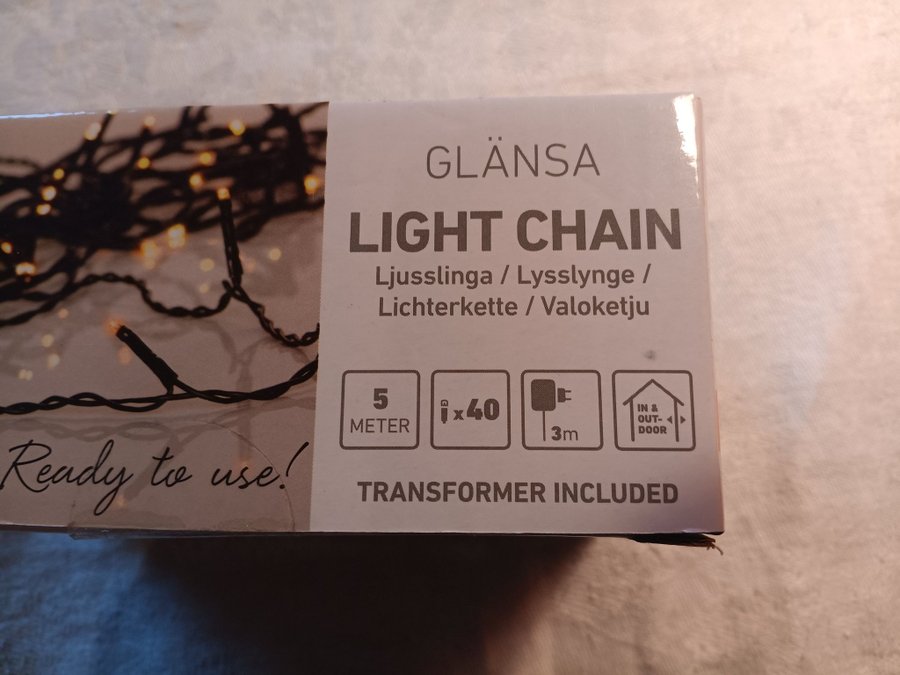 GLÄNSA
LIGHT CHAIN
Ljusslinga / Lysslynge /
Lichterkette / Valoketju
5
METER
x40
3m
IN &
OUT-
DOOR
Ready to use!
TRANSFORMER INCLUDED